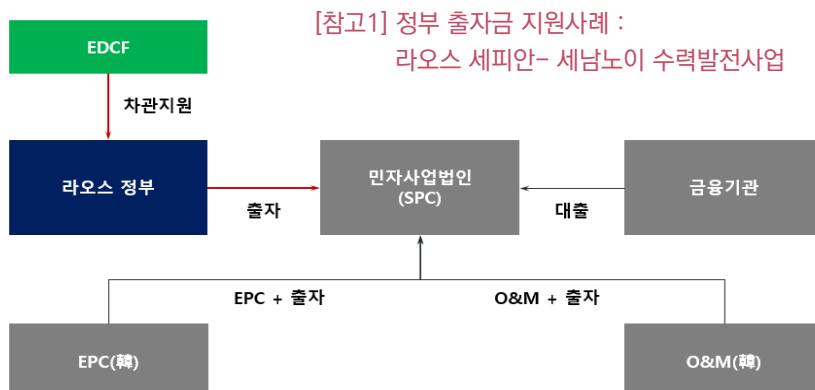 [참고1] 정부 출자금 지원사례 :
라오스 세피안- 세남노이 수력발전사업
EDCF
차관지원
라오스 정부
출자
민자사업법인
(SPC)
대출
금융기관
EPC + 출자
O&M + 출자
EPC(韓)
O&M(韓)